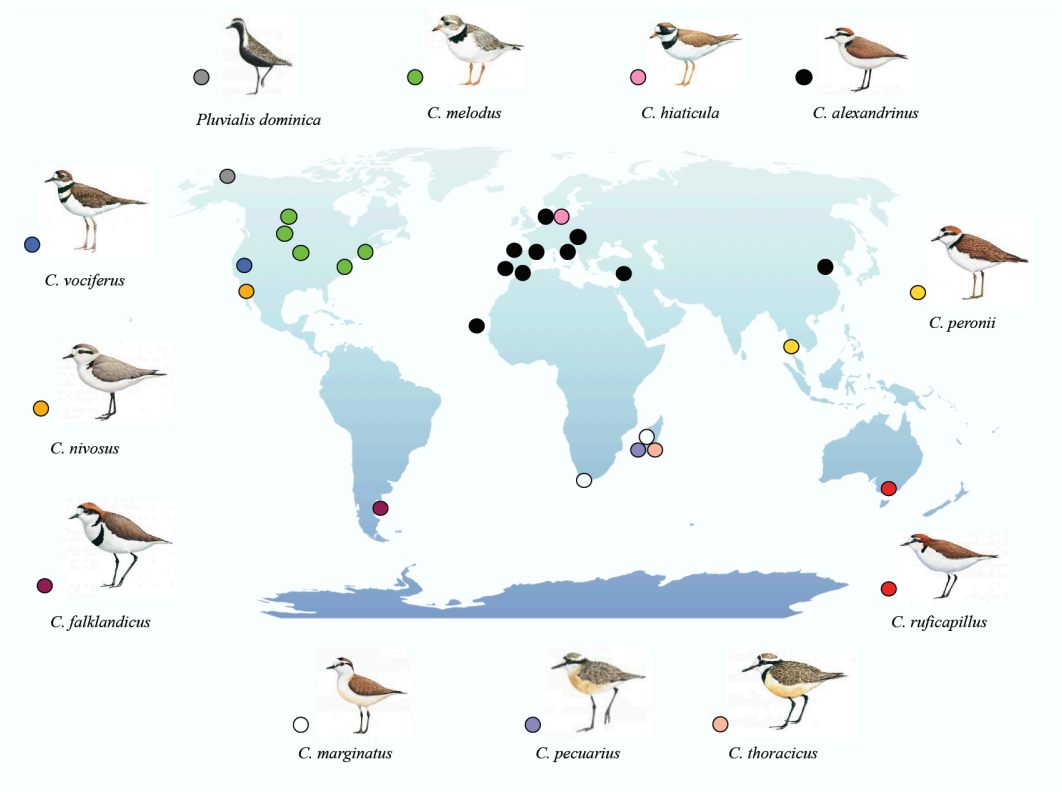 Pluvialis dominica
C. melodus
C. hiaticula
C. alexandrinus
C. vociferus
C. peronii
C. nivosus
C. falklandicus
C. ruficapillus
C. marginatus
C. pecuarius
C. thoracicus